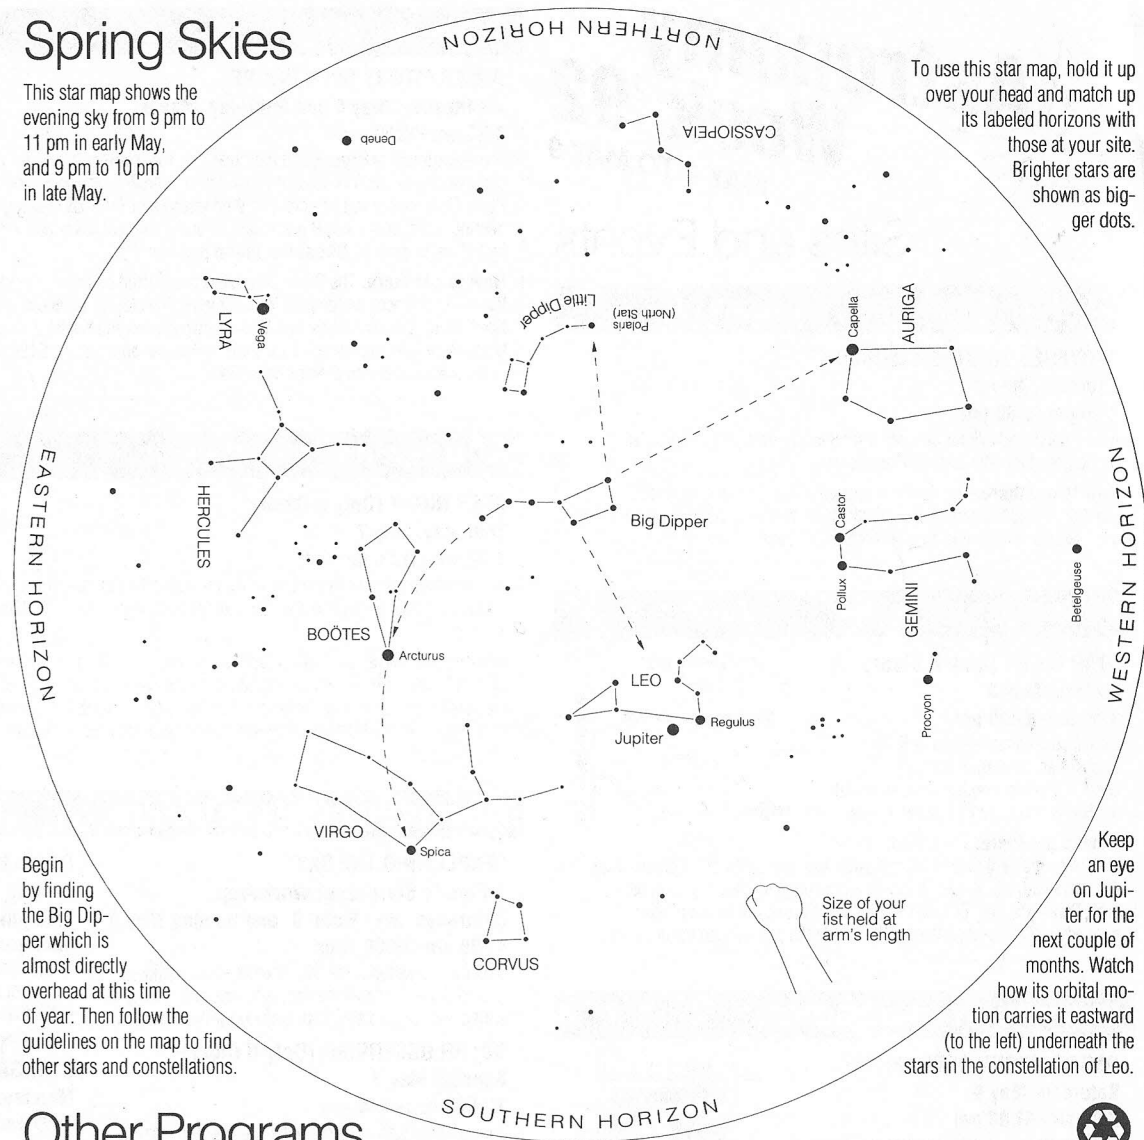 Spring Skies
This star map shows the
evening sky from 9 pm to
11 pm in early May,
and 9 pm to 10 pm
in late May.
To use this star map, hold it up
over your head and match up
its labeled horizons with
those at your site.
Brighter stars are
shown as big-
ger dots.
NORTHERN HORIZON
CASSIOPEIA
Deneb
Little Dipper
Polaris
(North Star)
LYRA
Vega
Capella
AURIGA
EASTERN HORIZON
HERCULES
Big Dipper
Castor
Pollux
GEMINI
Betelgeuse
WESTERN HORIZON
BOÖTES
Arcturus
LEO
Regulus
Jupiter
Procyon
VIRGO
Spica
CORVUS
Size of your
fist held at
arm's length
Begin
by finding
the Big Dip-
per which is
almost directly
overhead at this time
of year. Then follow the
guidelines on the map to find
other stars and constellations.
Keep
an eye
on Jupi-
ter for the
next couple of
months. Watch
how its orbital mo-
tion carries it eastward
(to the left) underneath the
stars in the constellation of Leo.
SOUTHERN HORIZON
Other Programs